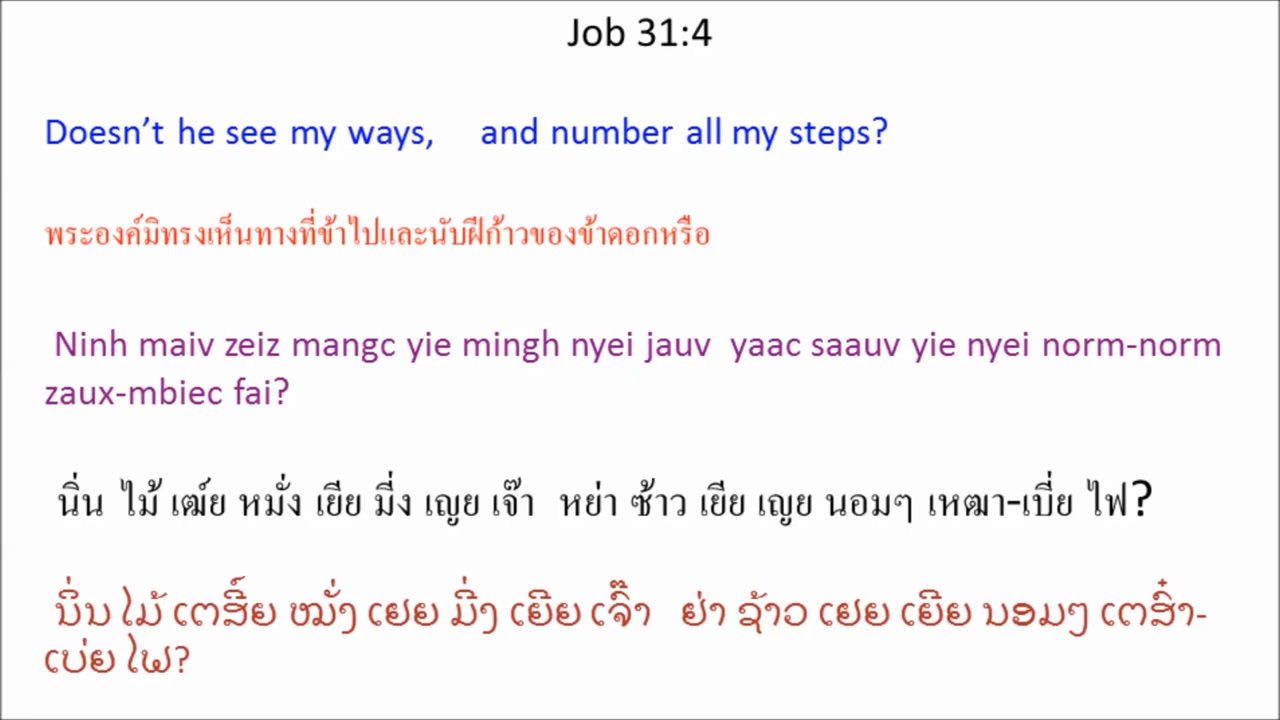 Job 31:4
Doesn’t he see my ways, and number all my steps?
พระองค์มิทรงเห็นทางที่ข้าไปและนับฝีก้าวของข้าดอกหรือ
Ninh maiv zeiz mangc yie mingh nyei jauv yaac saauv yie nyei norm-norm
zaux-mbiec fai?
นิ่น ไม้ เฒ์ย หมั่ง เยีย มี่ง เญย เจ๊า หย่า ซ้าว เยีย เญย นอมๆ เหฒา-เบี่ย ไฟ?
ນິ່ນ ໄມ້ ເຕສີ໌ຍ ໝັ່ງ ເຢຍ ມີ່ງ ເຍີຍ ເຈົ໊າ ຢ່າ ຊ້າວ ເຢຍ ເຍີຍ ນອມໆ ເຕສົ໋າ-
ເບ່ຍ ໄຟ?